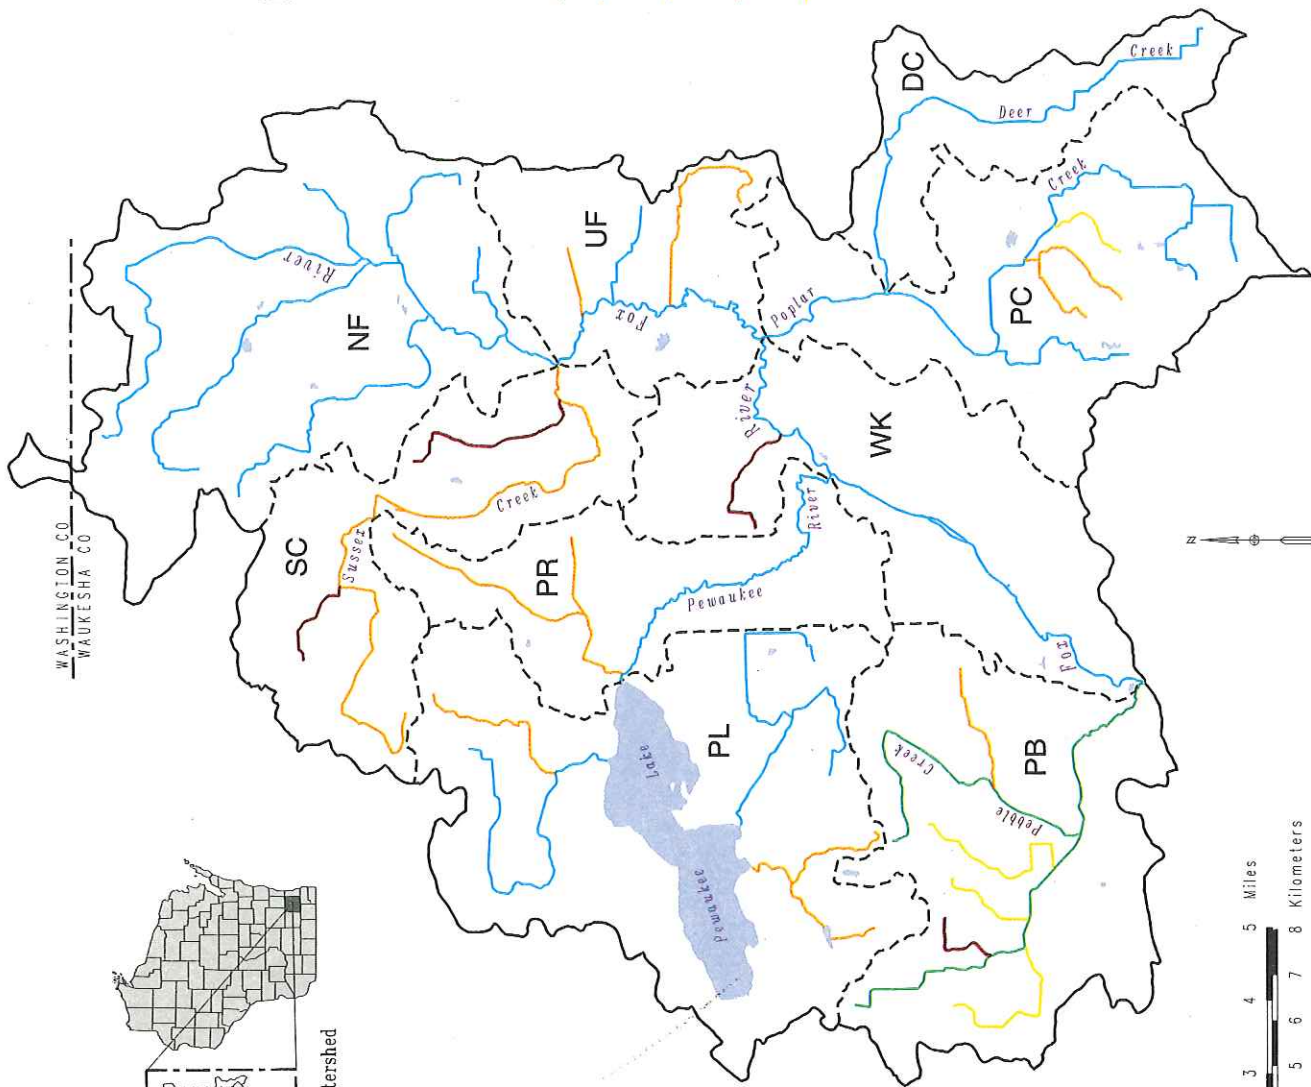 WASHINGTON CO
WAUKESHA CO
River
NF
DC
Creek
Deer
UF
Creek
SC
Sussex
Creek
Fox
Poplar
PC
PR
River
River
WK
Pewaukee
Lake
Pewaukee
PL
Fox
Creek
Pebble
PB
Miles
3
4
5
5
6
7
8
Kilometers
tershed